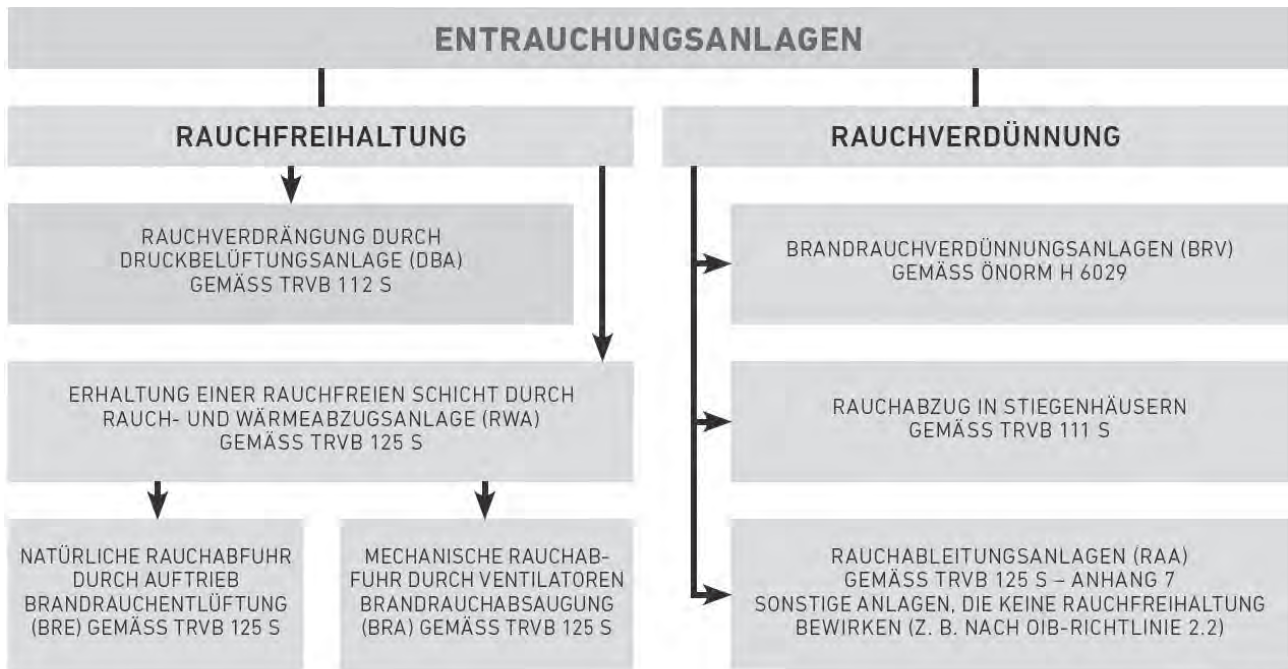 ENTRAUCHUNGSANLAGEN
RAUCHFREIHALTUNG
RAUCHVERDRÄNGUNG DURCH
DRUCKBELÜFTUNGSANLAGE (DBA)
GEMÄSS TRVB 112 S
ERHALTUNG EINER RAUCHFREIEN SCHICHT DURCH
RAUCH- UND WÄRMEABZUGSANLAGE (RWA)
GEMÄSS TRVB 125 S
NATÜRLICHE RAUCHABFUHR
DURCH AUFTRIEB
BRANDRAUCHENTLÜFTUNG
(BRE) GEMÄSS TRVB 125 S
MECHANISCHE RAUCHAB-
FUHR DURCH VENTILATOREN
BRANDRAUCHABSAUGUNG
(BRA) GEMÄSS TRVB 125 S
RAUCHVERDÜNNUNG
BRANDRAUCHVERDÜNNUNGSANLAGEN (BRV)
GEMÄSS ÖNORM H 6029
RAUCHABZUG IN STIEGENHÄUSERN
GEMÄSS TRVB 111 S
RAUCHABLEITUNGSANLAGEN (RAA)
GEMÄSS TRVB 125 S – ANHANG 7
SONSTIGE ANLAGEN, DIE KEINE RAUCHFREIHALTUNG
BEWIRKEN (Z. B. NACH OIB-RICHTLINIE 2.2)